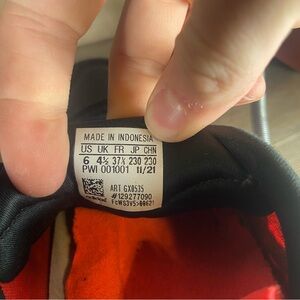 MADE IN INDONESIA
US UK FR JP CHN
6 4½ 37⅓ 230 230
PWI 001001 11/21
ART GX0535
#129277090